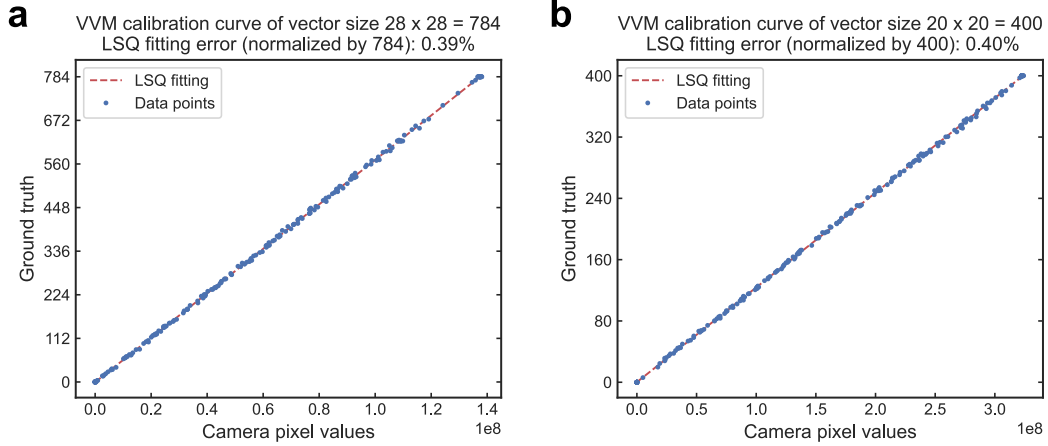 a
VVM calibration curve of vector size 28 x 28 = 784
LSQ fitting error (normalized by 784): 0.39%
784
672
560
448
336
224
112
0
Ground truth
LSQ fitting
Data points
0.0 0.2 0.4 0.6 0.8 1.0 1.2 1.4
1e8
Camera pixel values
b
VVM calibration curve of vector size 20 x 20 = 400
LSQ fitting error (normalized by 400): 0.40%
400
320
240
160
80
0
Ground truth
LSQ fitting
Data points
0.0 0.5 1.0 1.5 2.0 2.5 3.0
1e8
Camera pixel values